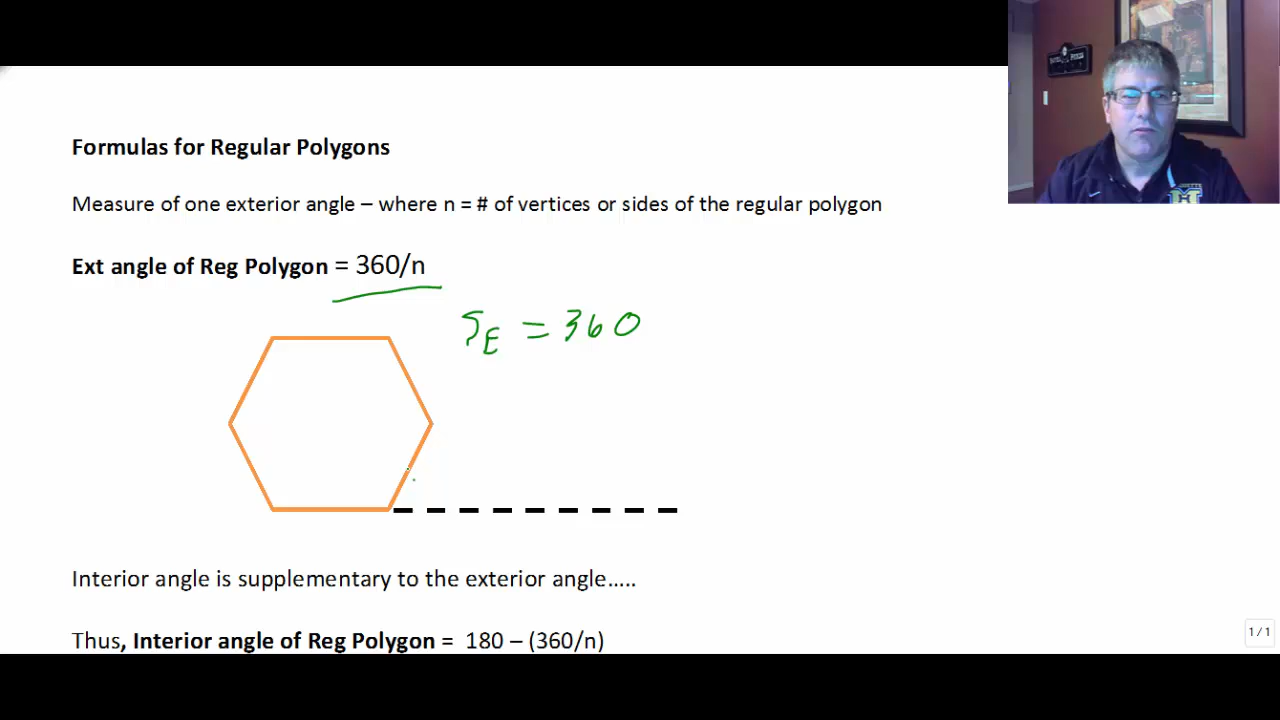 Formulas for Regular Polygons
Measure of one exterior angle – where n = # of vertices or sides of the regular polygon
Ext angle of Reg Polygon = 360/n
S_E = 360
Interior angle is supplementary to the exterior angle…..
Thus, Interior angle of Reg Polygon = 180 – (360/n)
1 / 1